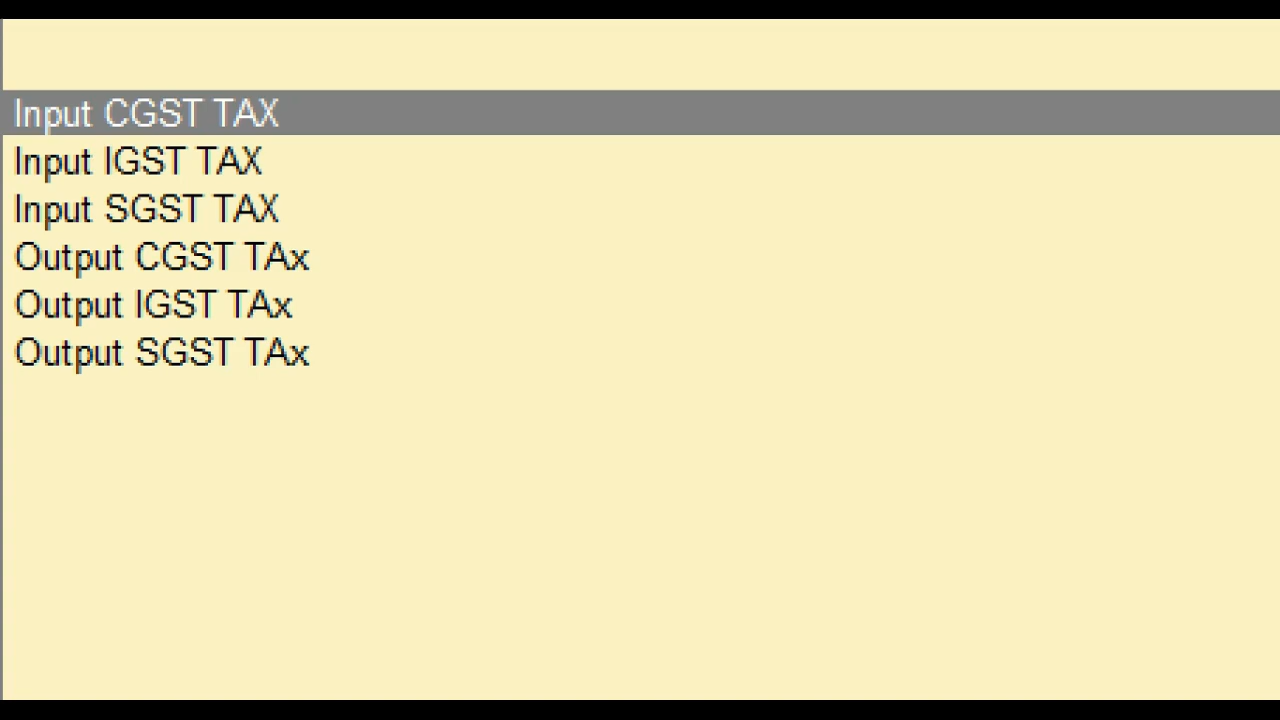 Input CGST TAX
Input IGST TAX
Input SGST TAX
Output CGST TAx
Output IGST TAx
Output SGST TAx